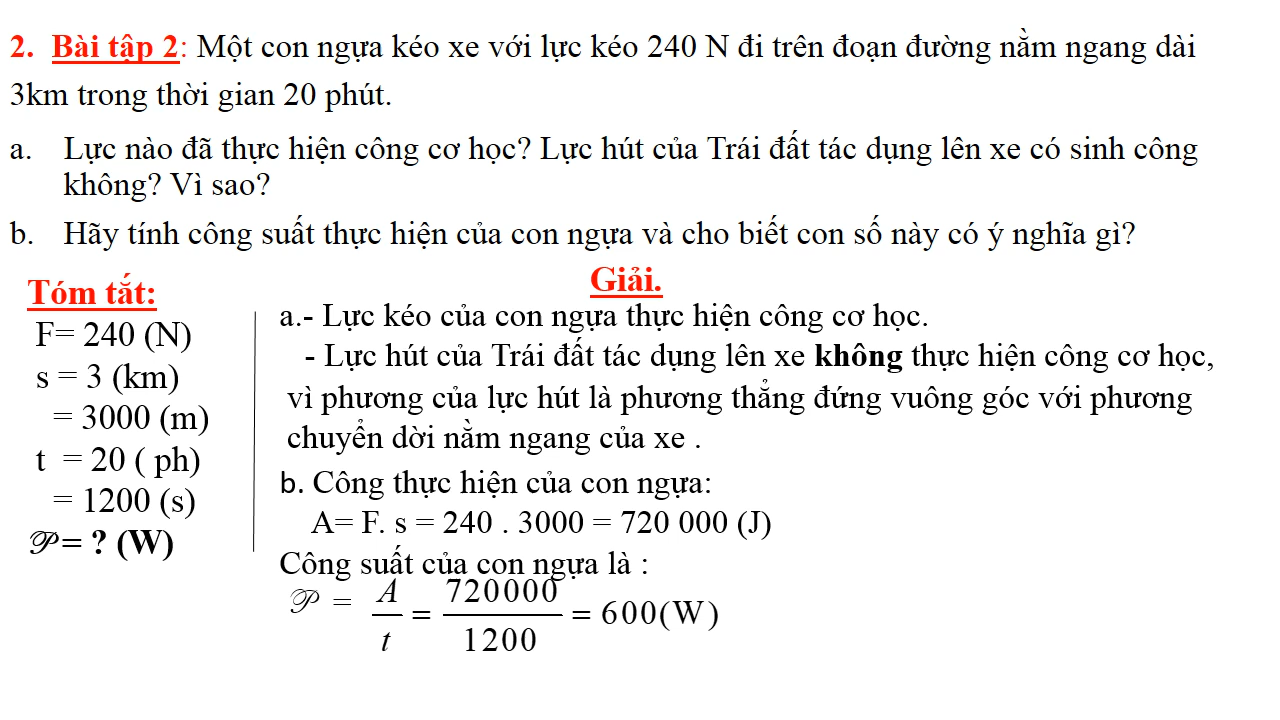 2. Bài tập 2: Một con ngựa kéo xe với lực kéo 240 N đi trên đoạn đường nằm ngang dài
3km trong thời gian 20 phút.
a. Lực nào đã thực hiện công cơ học? Lực hút của Trái đất tác dụng lên xe có sinh công
không? Vì sao?
b. Hãy tính công suất thực hiện của con ngựa và cho biết con số này có ý nghĩa gì?
Tóm tắt:
F= 240 (N)
s = 3 (km)
= 3000 (m)
t = 20 ( ph)
= 1200 (s)
𝒫= ? (W)
Giải.
a.- Lực kéo của con ngựa thực hiện công cơ học.
- Lực hút của Trái đất tác dụng lên xe không thực hiện công cơ học,
vì phương của lực hút là phương thẳng đứng vuông góc với phương
chuyển dời nằm ngang của xe .
b. Công thực hiện của con ngựa:
A= F. s = 240 . 3000 = 720 000 (J)
Công suất của con ngựa là :
𝒫 = A/t = 720000/1200 = 600(W)